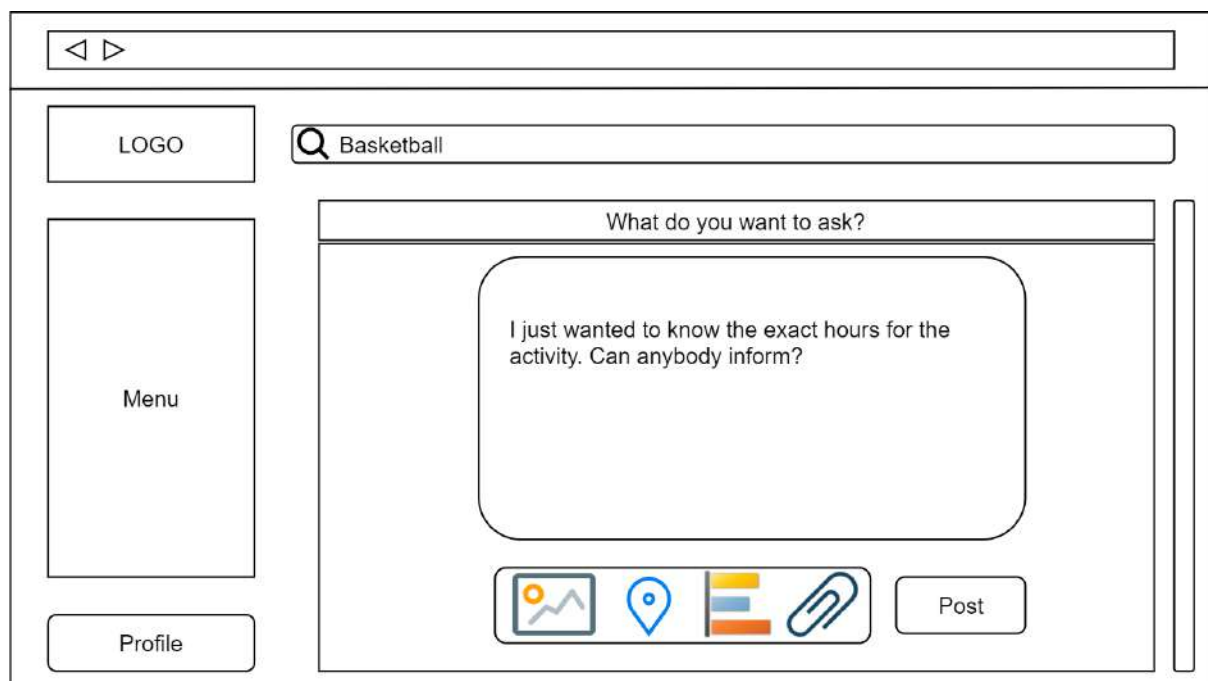 LOGO
Basketball
What do you want to ask?
I just wanted to know the exact hours for the
activity. Can anybody inform?
Menu
Post
Profile